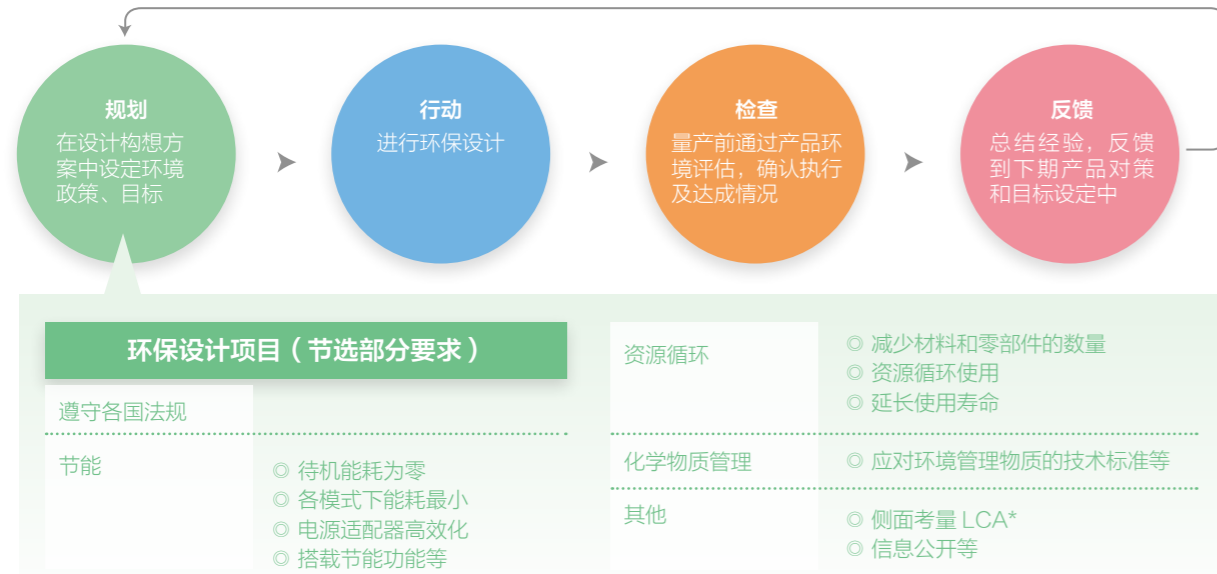 规划
在设计构想方
案中设定环境
政策、目标
行动
进行环保设计
检查
量产前通过产品环
境评估，确认执行
及达成情况
反馈
总结经验，反馈
到下期产品对策
和目标设定中
环保设计项目（节选部分要求）
遵守各国法规
节能
◎ 待机能耗为零
◎ 各模式下能耗最小
◎ 电源适配器高效化
◎ 搭载节能功能等
资源循环
◎ 减少材料和零部件的数量
◎ 资源循环使用
◎ 延长使用寿命
化学物质管理
◎ 应对环境管理物质的技术标准等
其他
◎ 侧面考量 LCA*
◎ 信息公开等